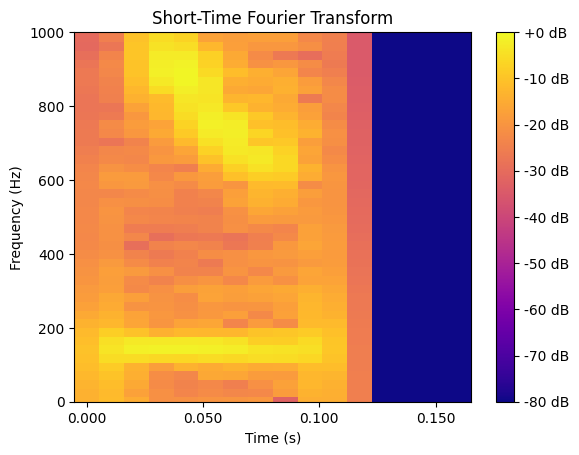 Short-Time Fourier Transform
1000
800
600
400
200
0
Frequency (Hz)
0.000
0.050
0.100
0.150
Time (s)
+0 dB
-10 dB
-20 dB
-30 dB
-40 dB
-50 dB
-60 dB
-70 dB
-80 dB